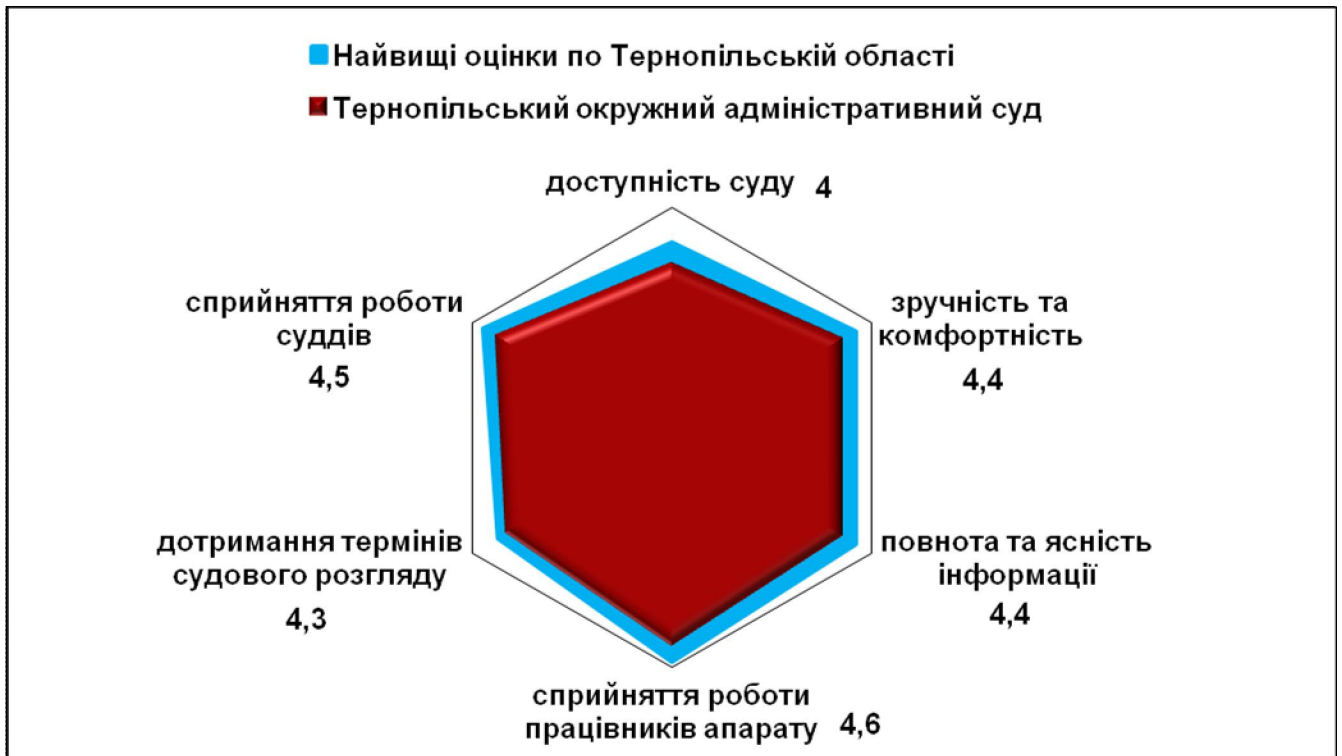 Найвищі оцінки по Тернопільській області
Тернопільський окружний адміністративний суд
доступність суду 4
зручність та
комфортність
4,4
повнота та ясність
інформації
4,4
сприйняття роботи
працівників апарату 4,6
дотримання термінів
судового розгляду
4,3
сприйняття роботи
суддів
4,5